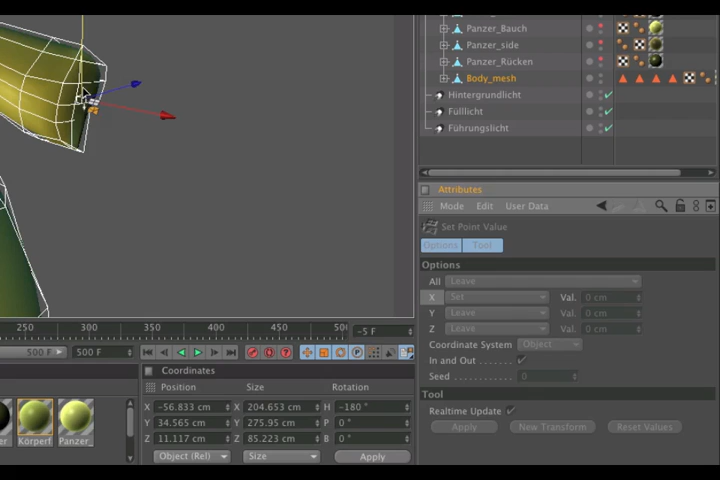 Panzer_Bauch
Panzer_side
Panzer_Rücken
Body_mesh
Hintergrundlicht
Fülllicht
Führungslicht
Attributes
Mode Edit User Data
Set Point Value
Options Tool
Options
All Leave
X Set Val. 0 cm
Y Leave Val. 0 cm
Z Leave Val. 0 cm
Coordinate System Object
In and Out
Seed 0
Tool
Realtime Update
Apply New Transform Reset Values
250 300 350 400 450 50
-5 F
500 F 500 F
Coordinates
Position Size Rotation
X -56.833 cm X 204.653 cm H -180 °
Y 34.565 cm Y 275.95 cm P 0 °
Z 11.117 cm Z 85.223 cm B 0 °
Object (Rel) Size Apply
er Körperf Panzer